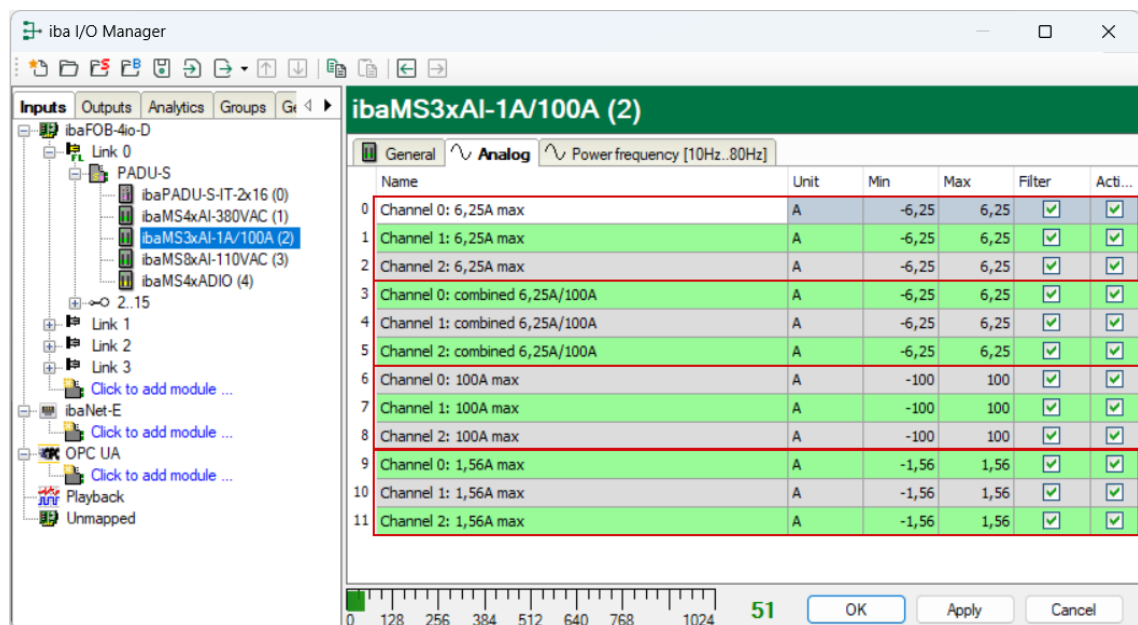 iba I/O Manager
Inputs Outputs Analytics Groups Ge
ibaFOB-4io-D
Link 0
PADU-S
ibaPADU-S-IT-2x16 (0)
ibaMS4xAI-380VAC (1)
ibaMS3xAI-1A/100A (2)
ibaMS8xAI-110VAC (3)
ibaMS4xADIO (4)
2..15
Link 1
Link 2
Link 3
Click to add module ...
ibaNet-E
Click to add module ...
OPC UA
Click to add module ...
Playback
Unmapped
ibaMS3xAI-1A/100A (2)
General Analog Power frequency [10Hz..80Hz]
Name Unit Min Max Filter Acti...
0 Channel 0: 6,25A max A -6,25 6,25
1 Channel 1: 6,25A max A -6,25 6,25
2 Channel 2: 6,25A max A -6,25 6,25
3 Channel 0: combined 6,25A/100A A -6,25 6,25
4 Channel 1: combined 6,25A/100A A -6,25 6,25
5 Channel 2: combined 6,25A/100A A -6,25 6,25
6 Channel 0: 100A max A -100 100
7 Channel 1: 100A max A -100 100
8 Channel 2: 100A max A -100 100
9 Channel 0: 1,56A max A -1,56 1,56
10 Channel 1: 1,56A max A -1,56 1,56
11 Channel 2: 1,56A max A -1,56 1,56
0 128 256 384 512 640 768 1024 51 OK Apply Cancel